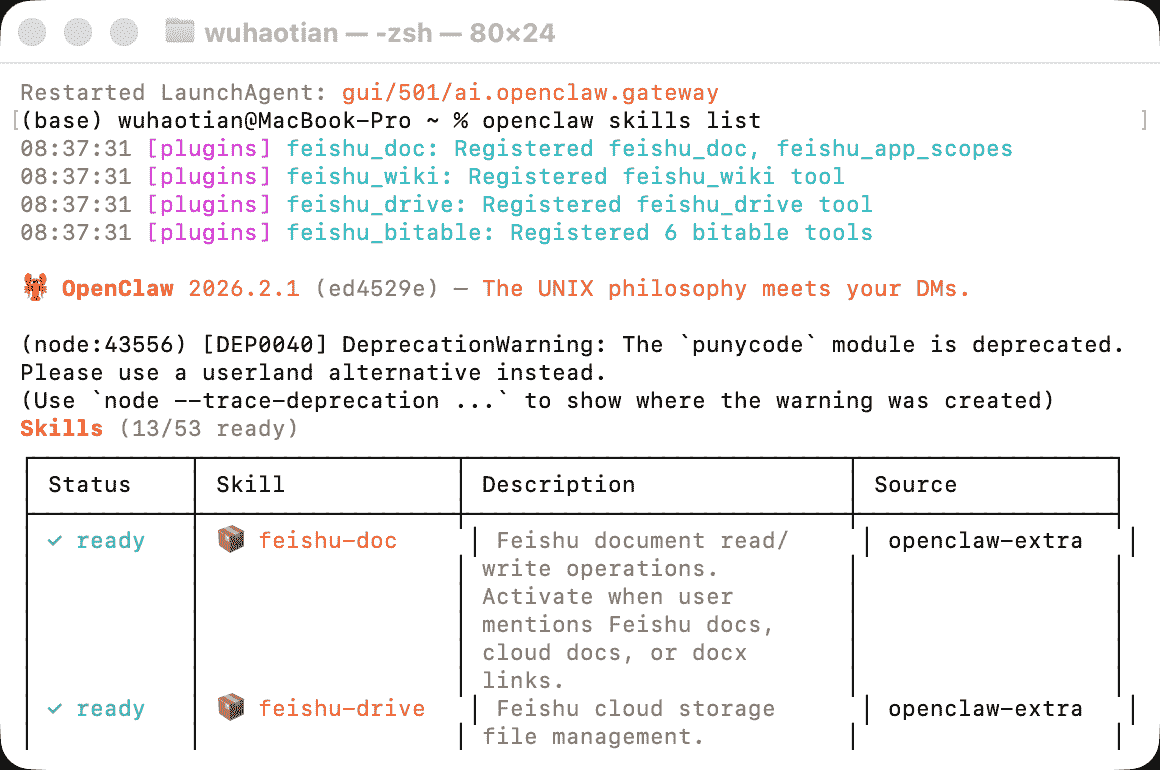 wuhaotian — -zsh — 80×24
Restarted LaunchAgent: gui/501/ai.openclaw.gateway
[(base) wuhaotian@MacBook-Pro ~ % openclaw skills list ]
08:37:31 [plugins] feishu_doc: Registered feishu_doc, feishu_app_scopes
08:37:31 [plugins] feishu_wiki: Registered feishu_wiki tool
08:37:31 [plugins] feishu_drive: Registered feishu_drive tool
08:37:31 [plugins] feishu_bitable: Registered 6 bitable tools
🦞 OpenClaw 2026.2.1 (ed4529e) — The UNIX philosophy meets your DMs.
(node:43556) [DEP0040] DeprecationWarning: The `punycode` module is deprecated.
Please use a userland alternative instead.
(Use `node --trace-deprecation ...` to show where the warning was created)
Skills (13/53 ready)
Status Skill Description Source
✓ ready 📦 feishu-doc Feishu document read/ openclaw-extra
write operations.
Activate when user
mentions Feishu docs,
cloud docs, or docx
links.
✓ ready 📦 feishu-drive Feishu cloud storage openclaw-extra
file management.